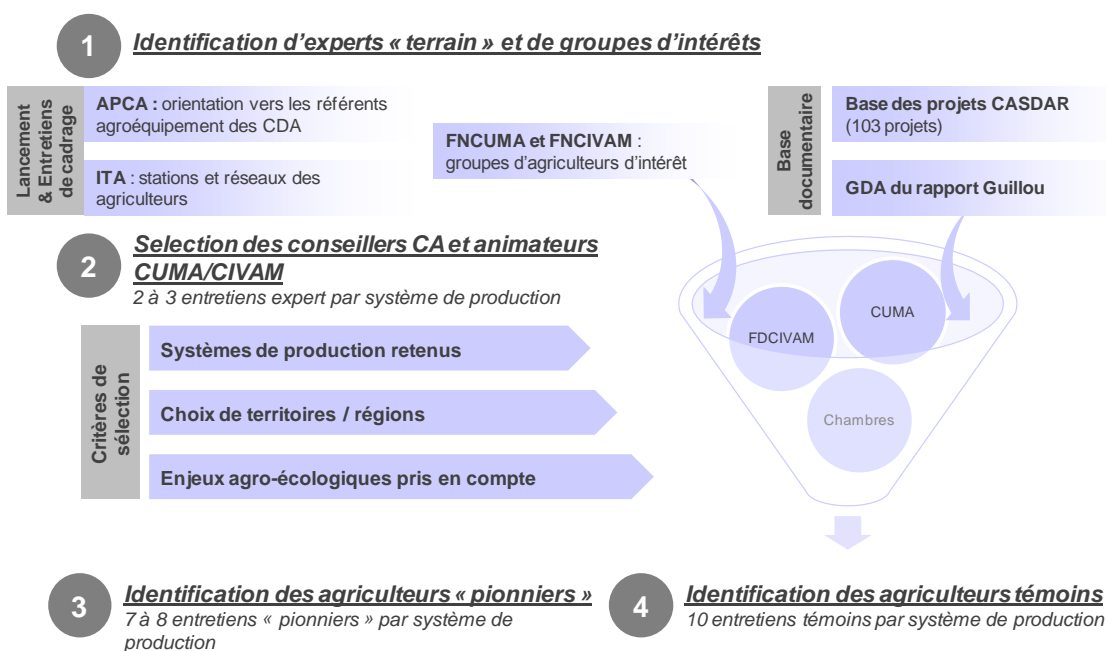 1
Identification d'experts « terrain » et de groupes d'intérêts
Lancement
& Entretiens
de cadrage
APCA : orientation vers les référents
agroéquipement des CDA
ITA : stations et réseaux des
agriculteurs
FNCUMA et FNCIVAM :
groupes d'agriculteurs d'intérêt
Base
documentaire
Base des projets CASDAR
(103 projets)
GDA du rapport Guillou
2
Selection des conseillers CA et animateurs
CUMA/CIVAM
2 à 3 entretiens expert par système de production
Critères de
sélection
Systèmes de production retenus
Choix de territoires / régions
Enjeux agro-écologiques pris en compte
FDCIVAM
CUMA
Chambres
3
Identification des agriculteurs « pionniers »
7 à 8 entretiens « pionniers » par système de
production
4
Identification des agriculteurs témoins
10 entretiens témoins par système de production